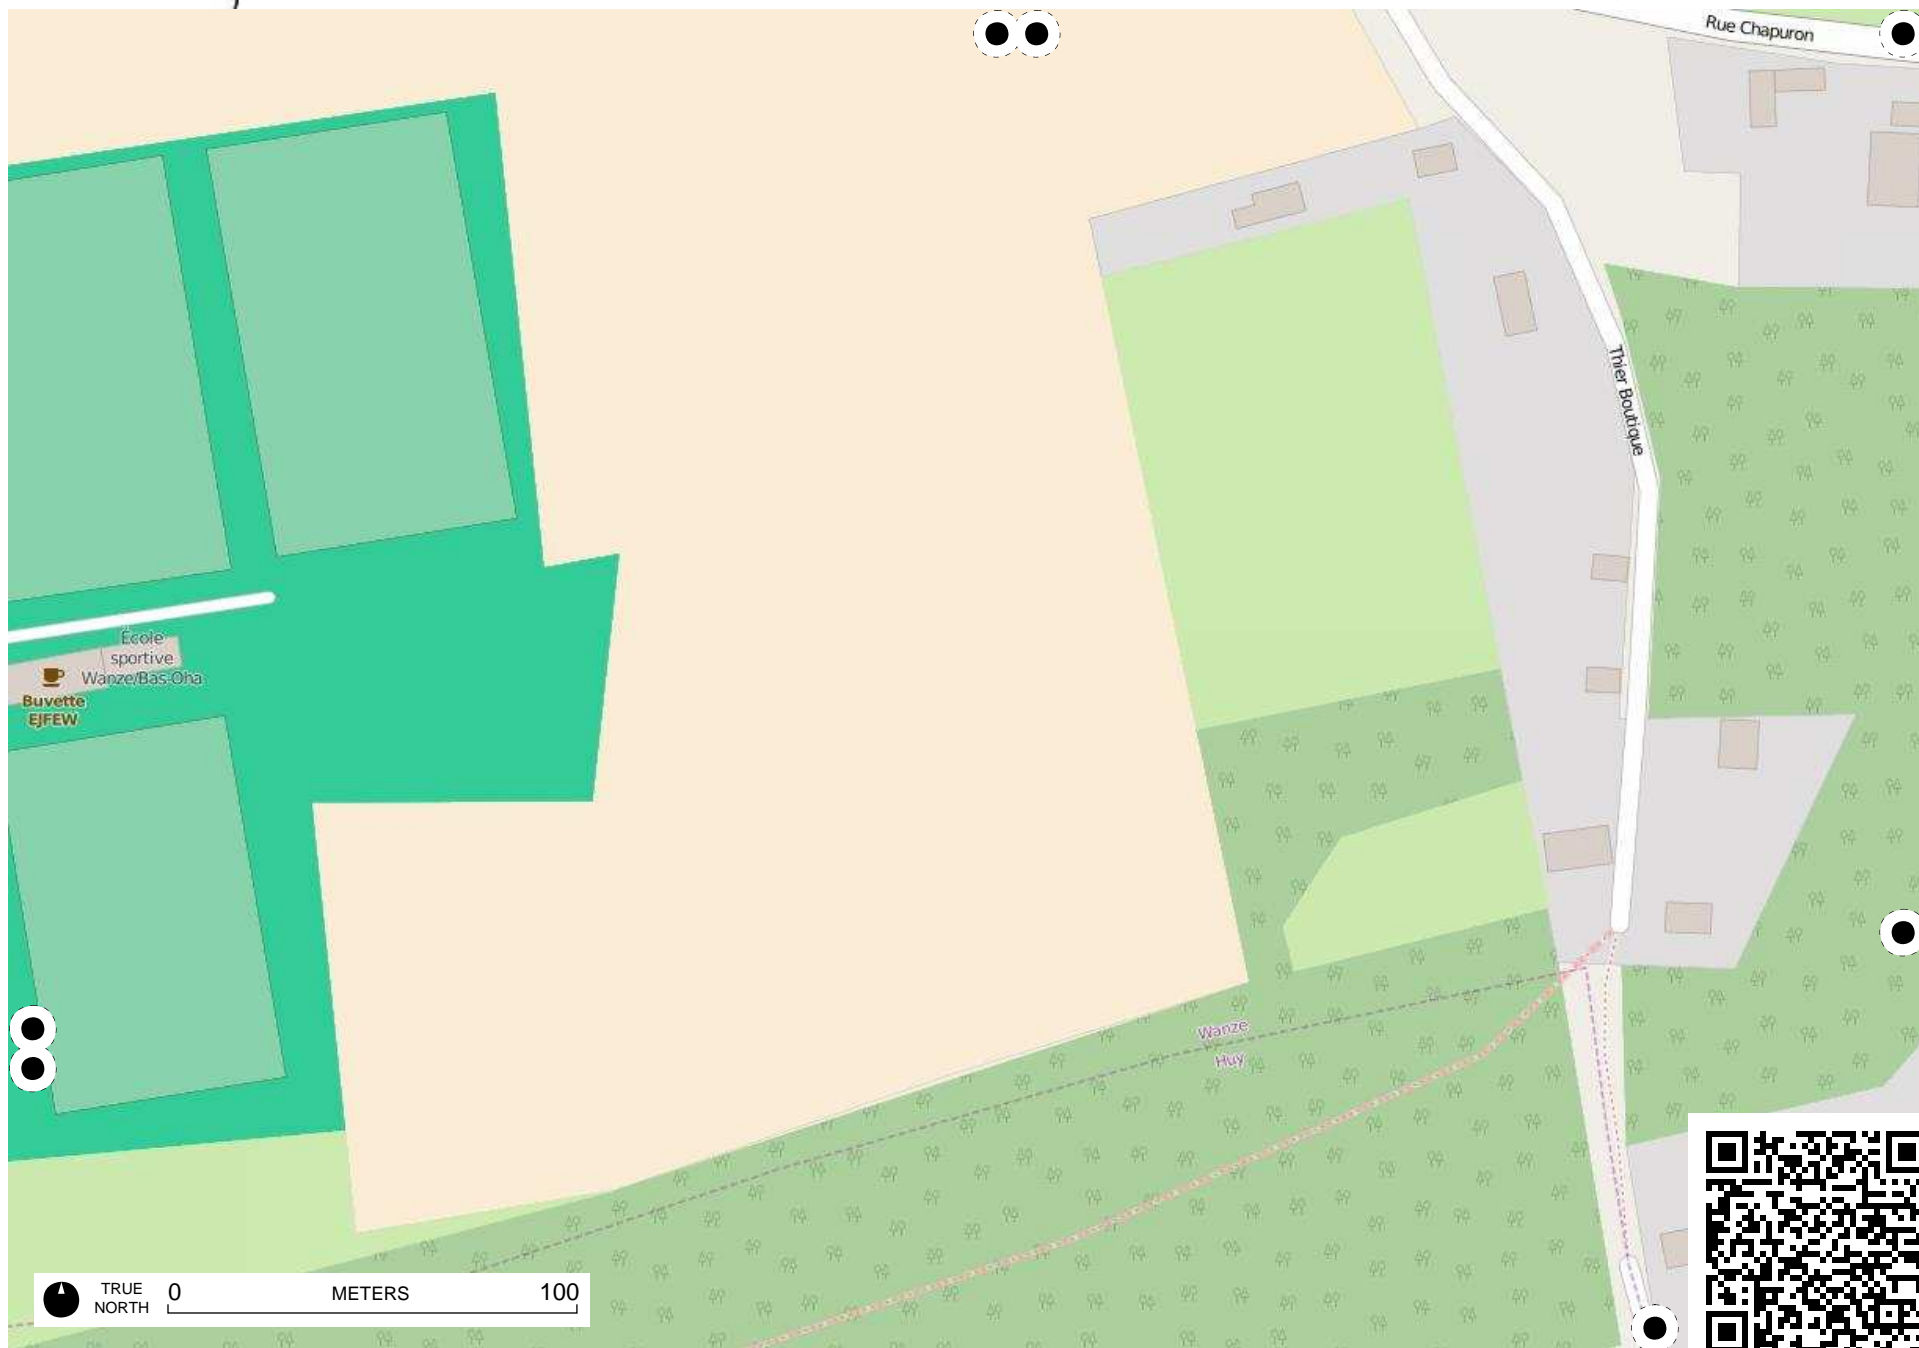 Rue Chapuron
Thier Boutique
École
sportive
Wanze/Bas-Oha
Buvette
EJFEW
Wanze
Huy
TRUE
NORTH
0 METERS 100